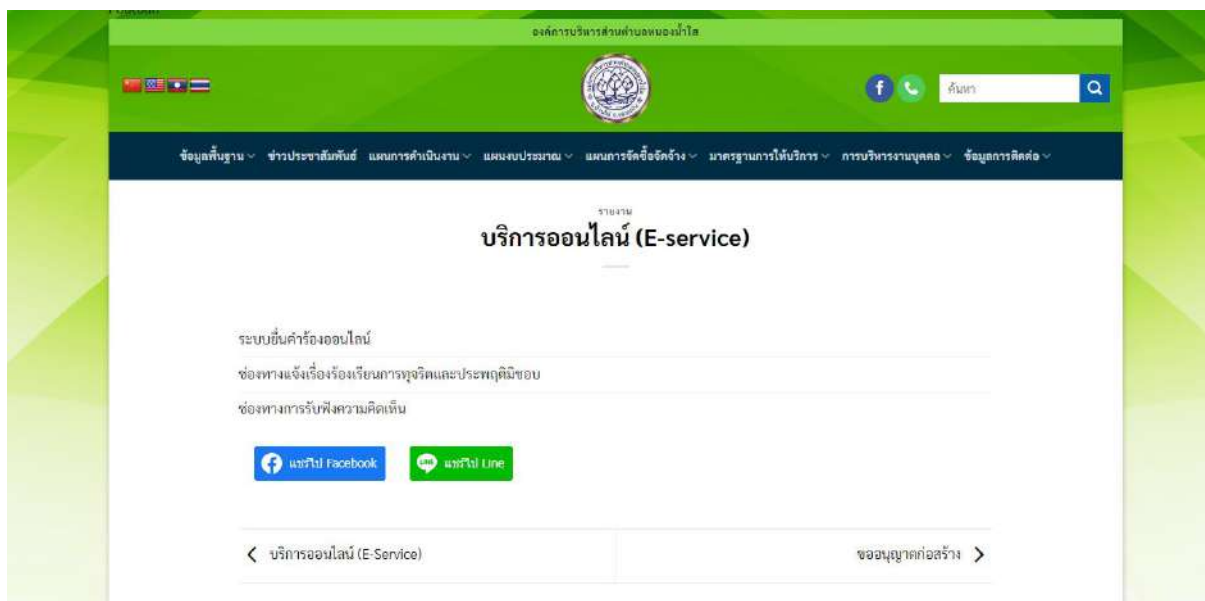 องค์การบริหารส่วนตำบลหนองน้ำใส
f
ค้นหา
ข้อมูลพื้นฐาน ข่าวประชาสัมพันธ์ แผนการดำเนินงาน แผนงบประมาณ แผนการจัดซื้อจัดจ้าง มาตรฐานการให้บริการ การบริหารงานบุคคล ข้อมูลการติดต่อ
รายงาน
บริการออนไลน์ (E-service)
ระบบยื่นคำร้องออนไลน์
ช่องทางแจ้งเรื่องร้องเรียนการทุจริตและประพฤติมิชอบ
ช่องทางการรับฟังความคิดเห็น
แชร์ไป Facebook
LINE แชร์ไป Line
บริการออนไลน์ (E-Service)
ขออนุญาตก่อสร้าง